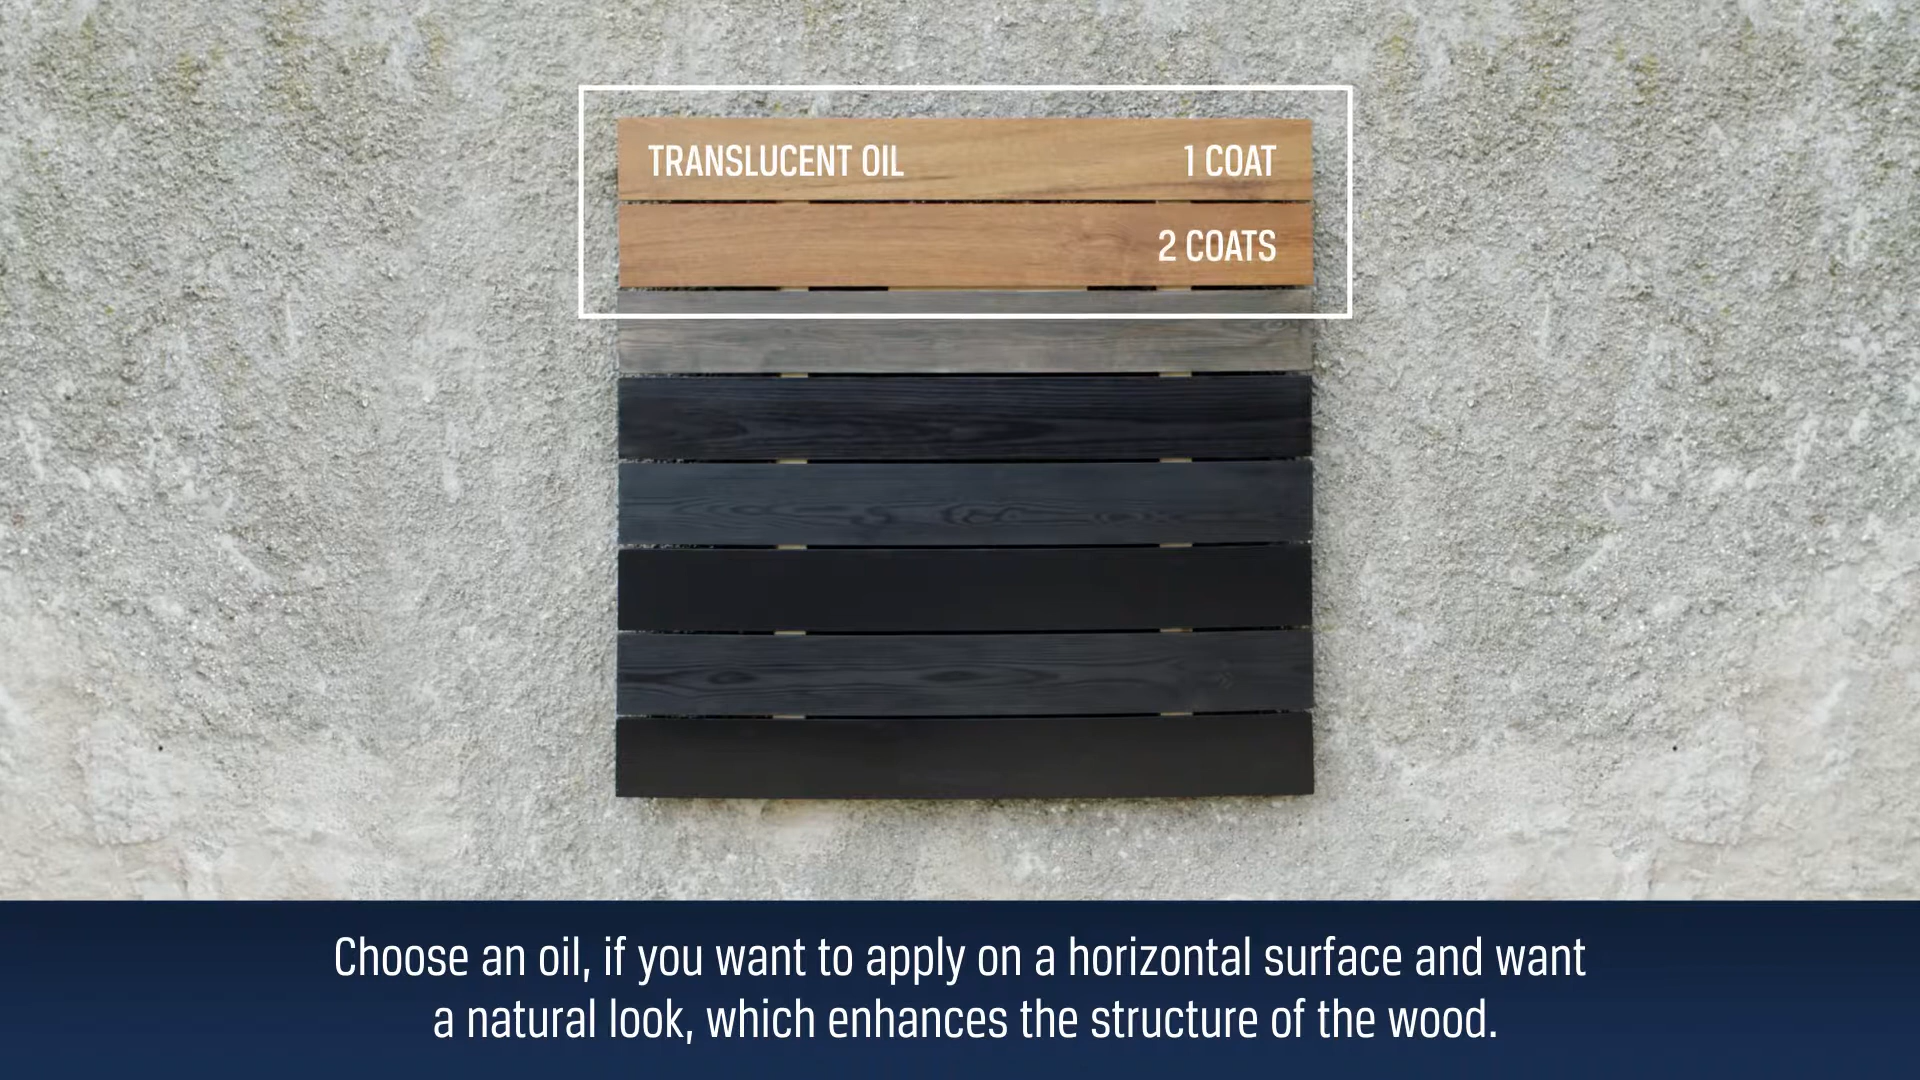 TRANSLUCENT OIL 1 COAT
2 COATS
Choose an oil, if you want to apply on a horizontal surface and want
a natural look, which enhances the structure of the wood.